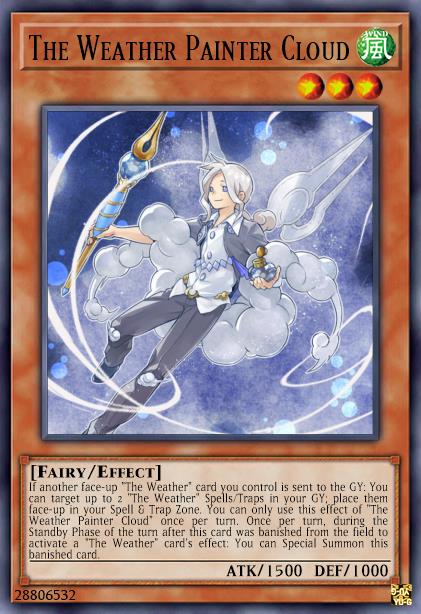 The Weather Painter Cloud
WIND
風
[Fairy/Effect]
If another face-up "The Weather" card you control is sent to the GY: You
can target up to 2 "The Weather" Spells/Traps in your GY; place them
face-up in your Spell & Trap Zone. You can only use this effect of "The
Weather Painter Cloud" once per turn. Once per turn, during the
Standby Phase of the turn after this card was banished from the field to
activate a "The Weather" card's effect: You can Special Summon this
banished card.
ATK/1500 DEF/1000
28806532